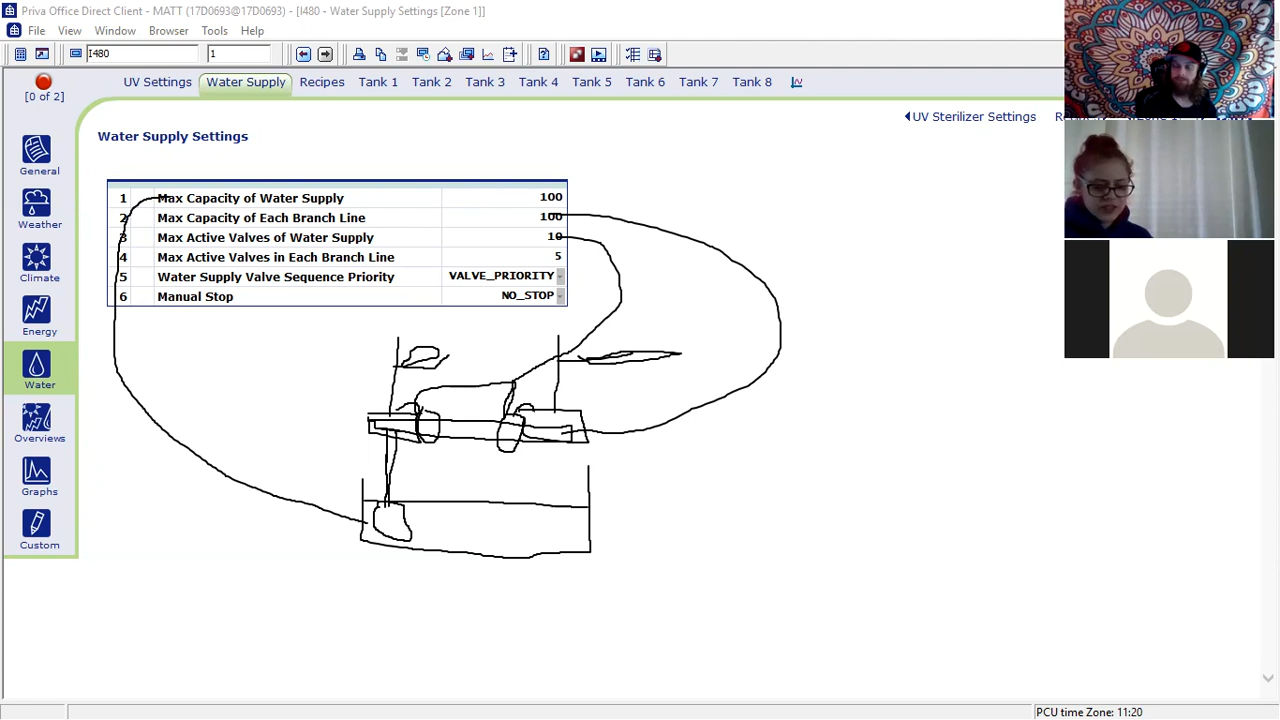 Priva Office Direct Client - MATT (17D0693@17D0693) - [I480 - Water Supply Settings [Zone 1]]
File View Window Browser Tools Help
I480 1
[0 of 2]
UV Settings Water Supply Recipes Tank 1 Tank 2 Tank 3 Tank 4 Tank 5 Tank 6 Tank 7 Tank 8
UV Sterilizer Settings
Water Supply Settings
1 Max Capacity of Water Supply 100
2 Max Capacity of Each Branch Line 100
3 Max Active Valves of Water Supply 10
4 Max Active Valves in Each Branch Line 5
5 Water Supply Valve Sequence Priority VALVE_PRIORITY
6 Manual Stop NO_STOP
General
Weather
Climate
Energy
Water
Overviews
Graphs
Custom
PCU time Zone: 11:20